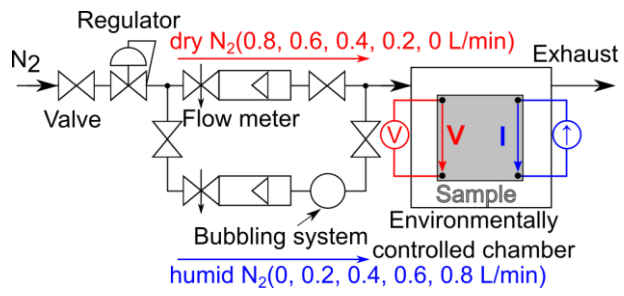 Regulator
dry N2(0.8, 0.6, 0.4, 0.2, 0 L/min)
N2
Exhaust
Valve
Flow meter
V
V
I
↑
Sample
Bubbling system
Environmentally
controlled chamber
humid N2(0, 0.2, 0.4, 0.6, 0.8 L/min)